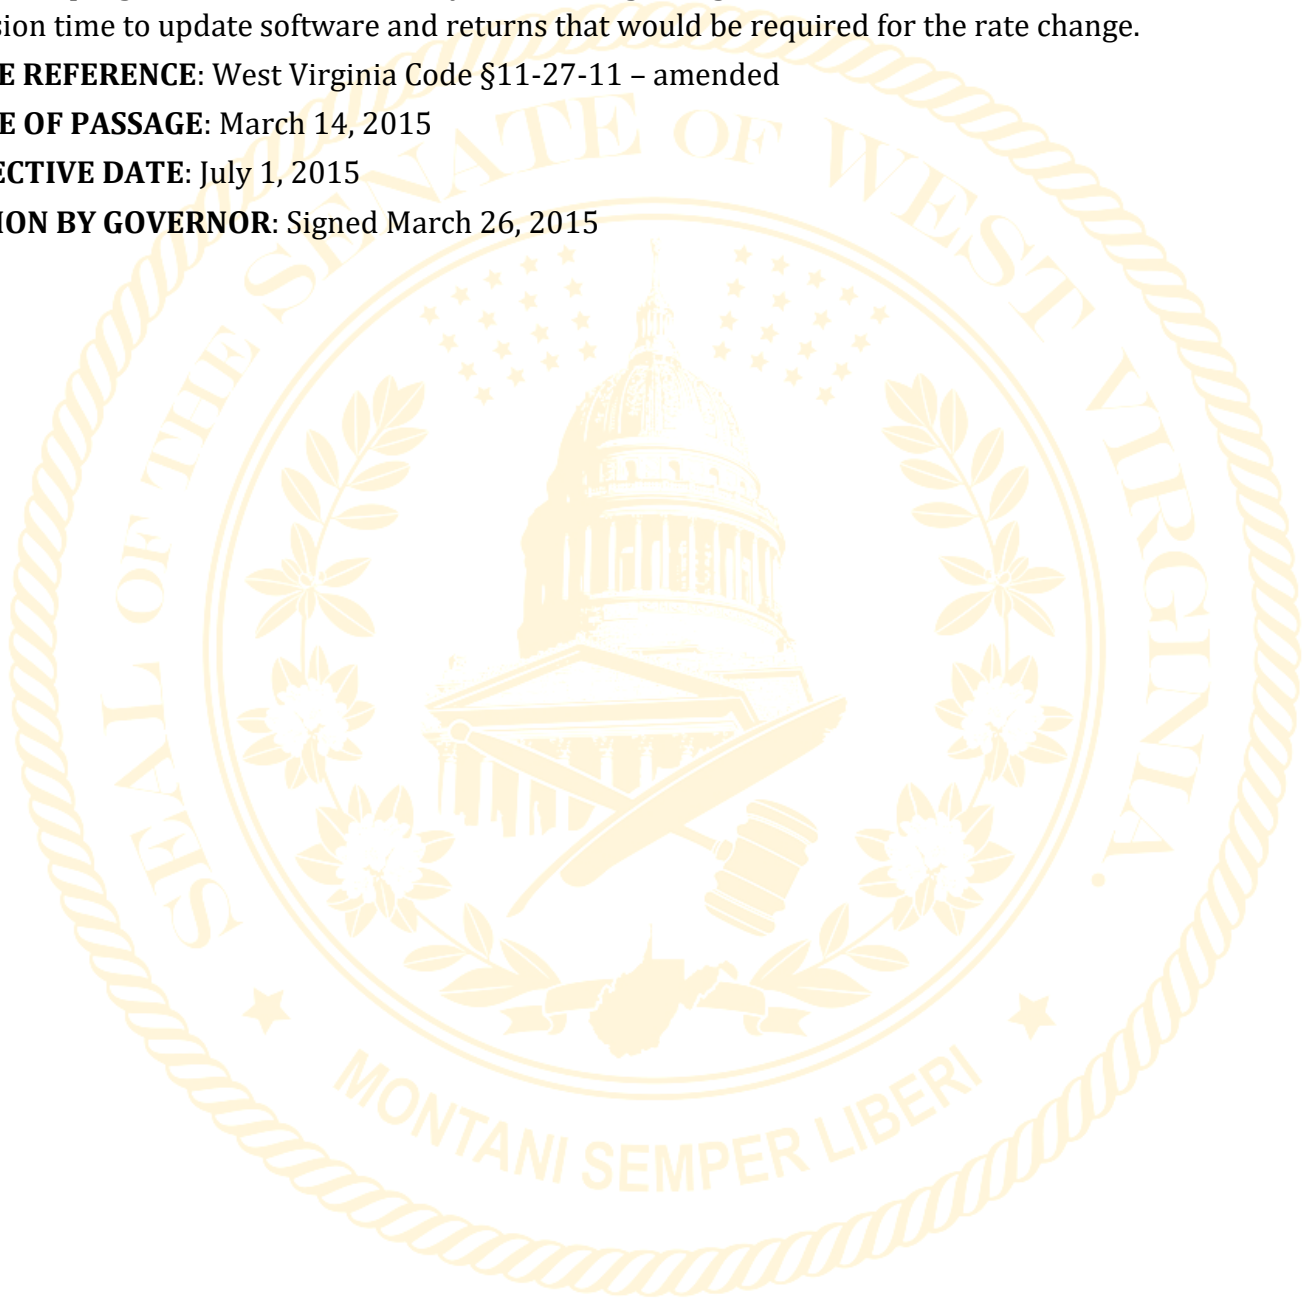 sion time to update software and returns that would be required for the rate change.
E REFERENCE: West Virginia Code §11-27-11 – amended
E OF PASSAGE: March 14, 2015
ECTIVE DATE: July 1, 2015
ION BY GOVERNOR: Signed March 26, 2015
SEAL OF THE SENATE OF WEST VIRGINIA •
MONTANI SEMPER LIBERI